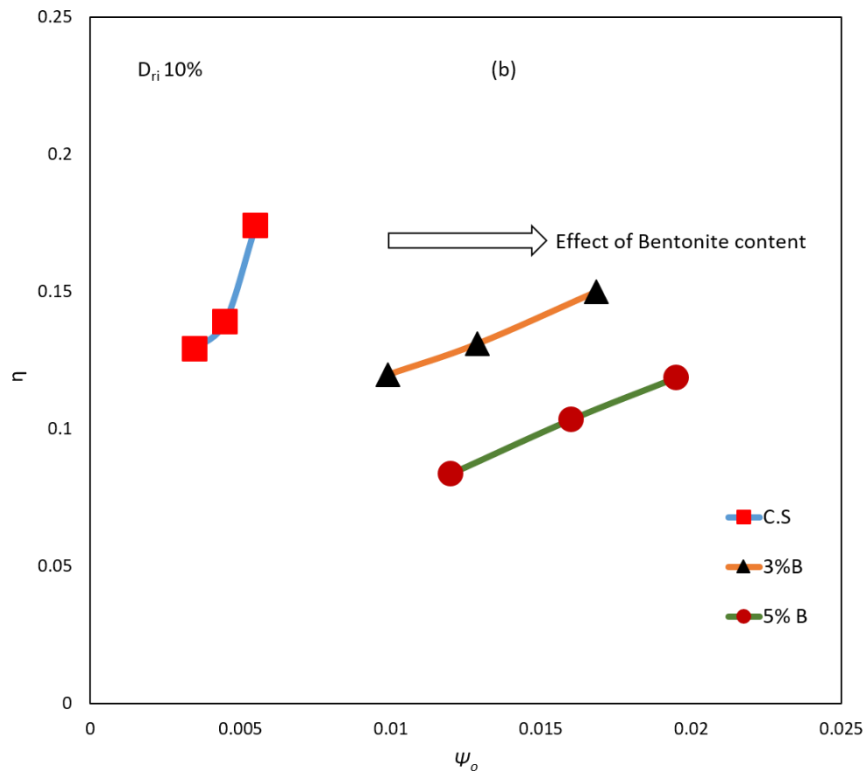 0.25
D_ri 10% (b)
0.2
Effect of Bentonite content
0.15
η
0.1
C.S
3%B
0.05
5% B
0
0 0.005 0.01 0.015 0.02 0.025
Ψ_o